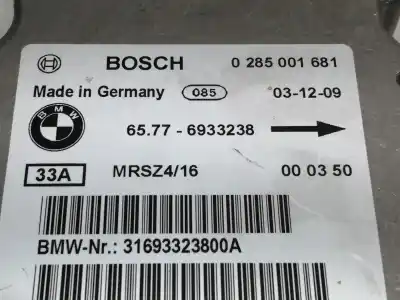 BOSCH 0 285 001 681
Made in Germany 085 03-12-09
BMW 65.77 - 6933238
33A MRSZ4/16 00 03 50
BMW-Nr.: 31693323800A